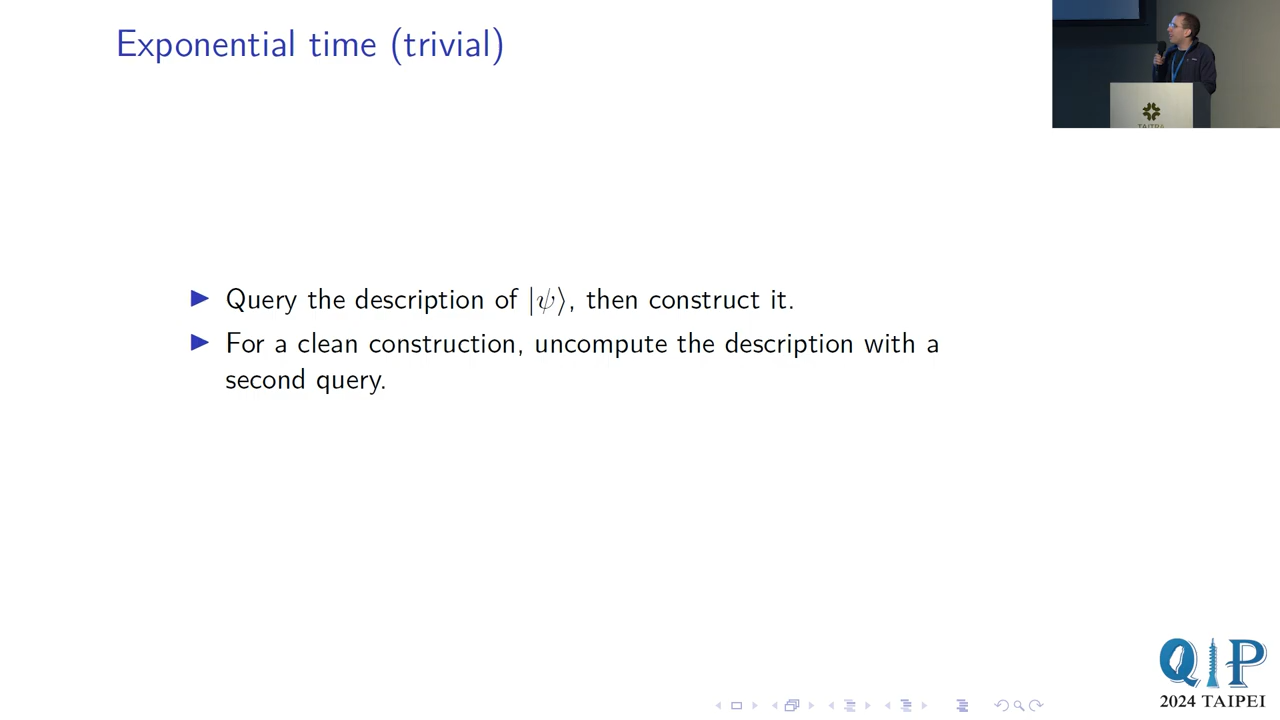 Exponential time (trivial)
TAITRA
▶ Query the description of |ψ⟩, then construct it.
▶ For a clean construction, uncompute the description with a
second query.
QIP
2024 TAIPEI